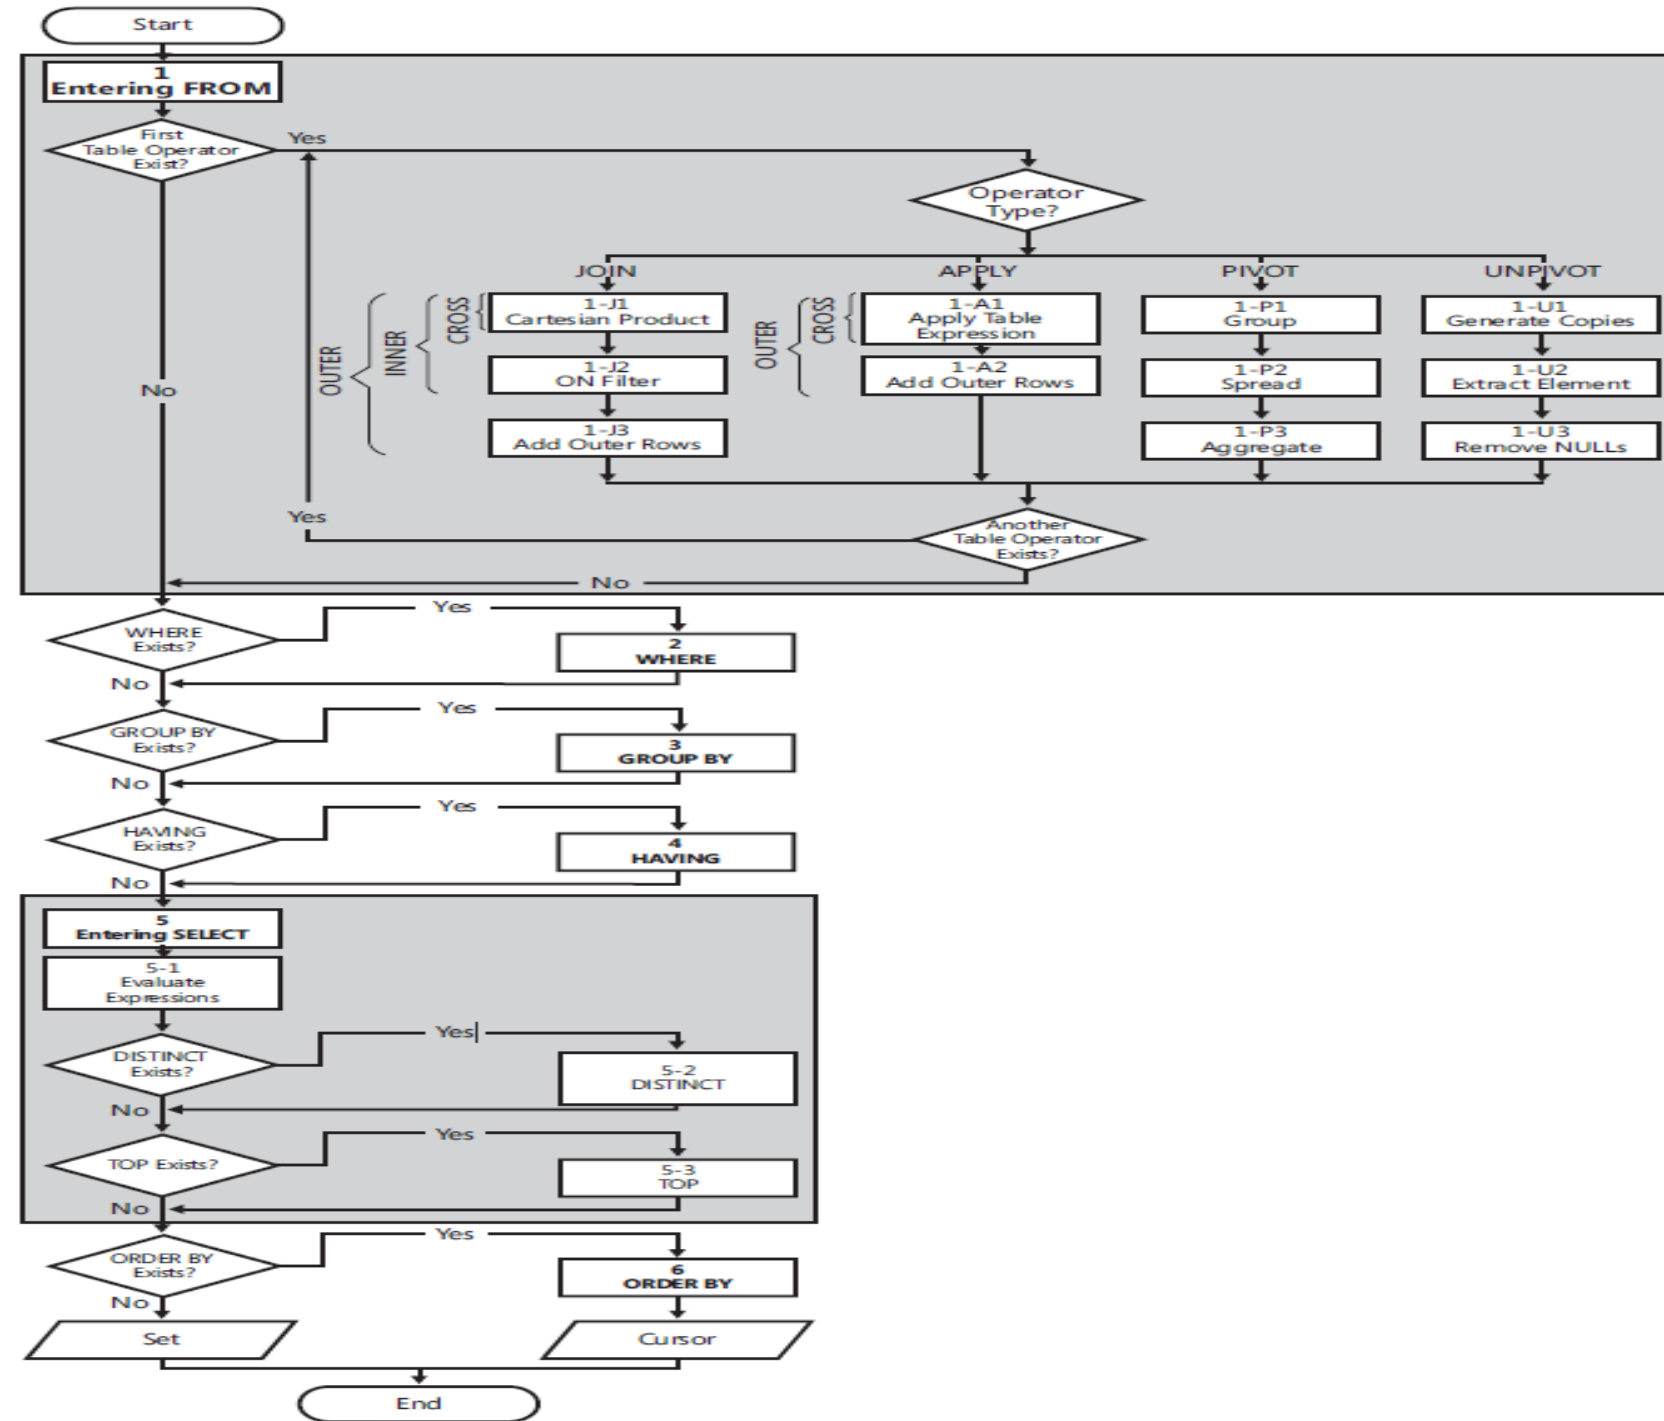 Start
1
Entering FROM
First
Table Operator
Exist?
Yes
Operator
Type?
JOIN
APPLY
PIVOT
UNPIVOT
OUTER
INNER
CROSS
1-J1
Cartesian Product
1-J2
ON Filter
1-J3
Add Outer Rows
OUTER
CROSS
1-A1
Apply Table
Expression
1-A2
Add Outer Rows
1-P1
Group
1-P2
Spread
1-P3
Aggregate
1-U1
Generate Copies
1-U2
Extract Element
1-U3
Remove NULLs
No
Yes
Another
Table Operator
Exists?
No
WHERE
Exists?
Yes
2
WHERE
No
GROUP BY
Exists?
Yes
3
GROUP BY
No
HAVING
Exists?
Yes
4
HAVING
No
5
Entering SELECT
5-1
Evaluate
Expressions
DISTINCT
Exists?
Yes
5-2
DISTINCT
No
TOP Exists?
Yes
5-3
TOP
No
ORDER BY
Exists?
Yes
6
ORDER BY
No
Set
Cursor
End